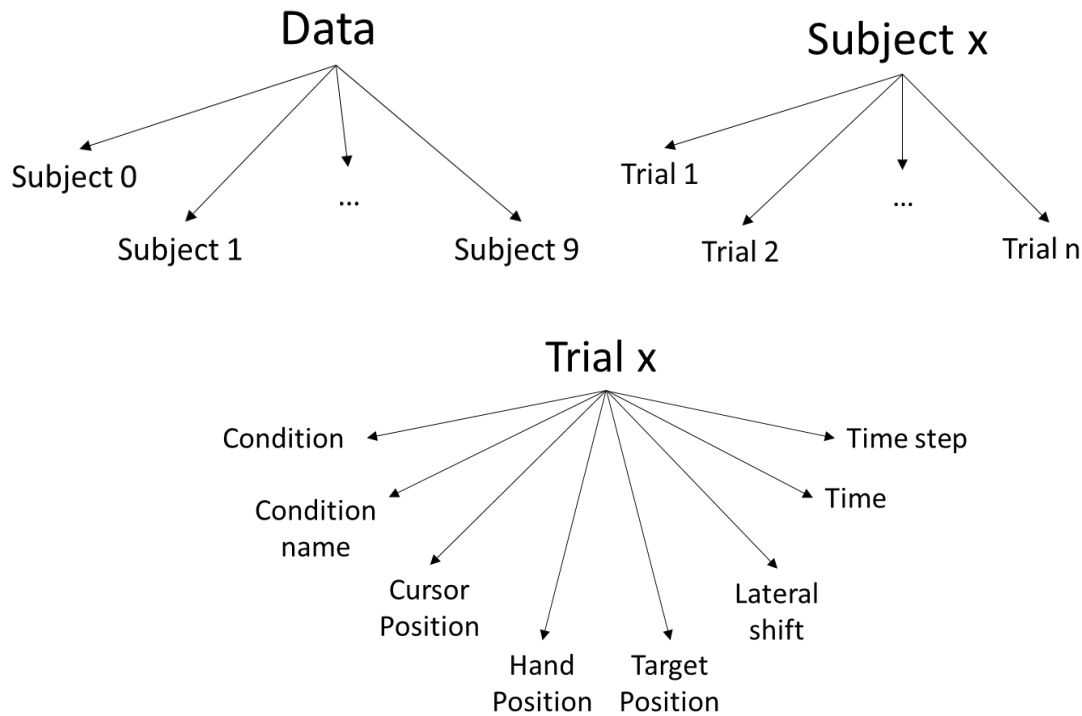 Data
Subject 0
Subject 1
...
Subject 9
Subject x
Trial 1
Trial 2
...
Trial n
Trial x
Condition
Condition
name
Cursor
Position
Hand
Position
Target
Position
Lateral
shift
Time
Time step